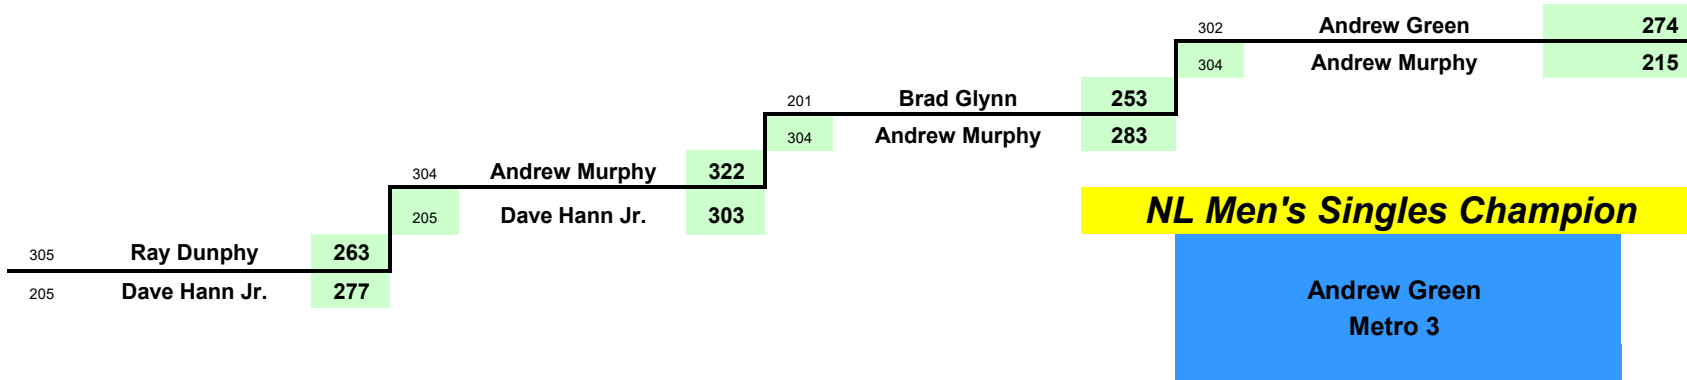 302 Andrew Green 274
304 Andrew Murphy 215
201 Brad Glynn 253
304 Andrew Murphy 283
304 Andrew Murphy 322
205 Dave Hann Jr. 303
NL Men's Singles Champion
305 Ray Dunphy 263
205 Dave Hann Jr. 277
Andrew Green
Metro 3